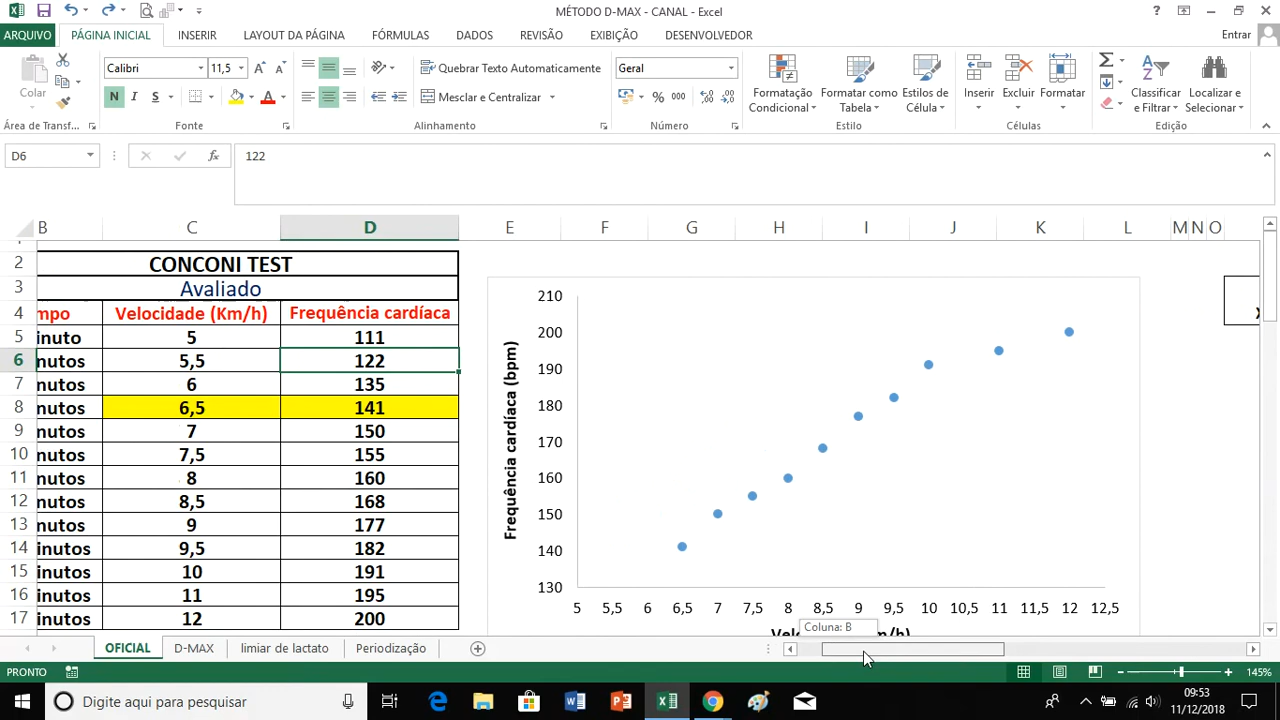 MÉTODO D-MAX - CANAL - Excel
ARQUIVO PÁGINA INICIAL INSERIR LAYOUT DA PÁGINA FÓRMULAS DADOS REVISÃO EXIBIÇÃO DESENVOLVEDOR Entrar
Calibri 11,5 Quebrar Texto Automaticamente Geral
Colar N I S Mesclar e Centralizar % 000
Formatação Condicional Formatar como Tabela Estilos de Célula Inserir Excluir Formatar Classificar e Filtrar Localizar e Selecionar
Área de Transf... Fonte Alinhamento Número Estilo Células Edição
D6 fx 122
B C D E F G H I J K L M N O
2 CONCONI TEST
3 Avaliado
4 mpo Velocidade (Km/h) Frequência cardíaca
5 inuto 5 111
6 nutos 5,5 122
7 nutos 6 135
8 nutos 6,5 141
9 nutos 7 150
10 nutos 7,5 155
11 nutos 8 160
12 nutos 8,5 168
13 nutos 9 177
14 inutos 9,5 182
15 inutos 10 191
16 inutos 11 195
17 inutos 12 200
Frequência cardíaca (bpm)
210
200
190
180
170
160
150
140
130
5 5,5 6 6,5 7 7,5 8 8,5 9 9,5 10 10,5 11 11,5 12 12,5
Coluna: B
OFICIAL D-MAX limiar de lactato Periodização
PRONTO 145%
Digite aqui para pesquisar
09:53
11/12/2018